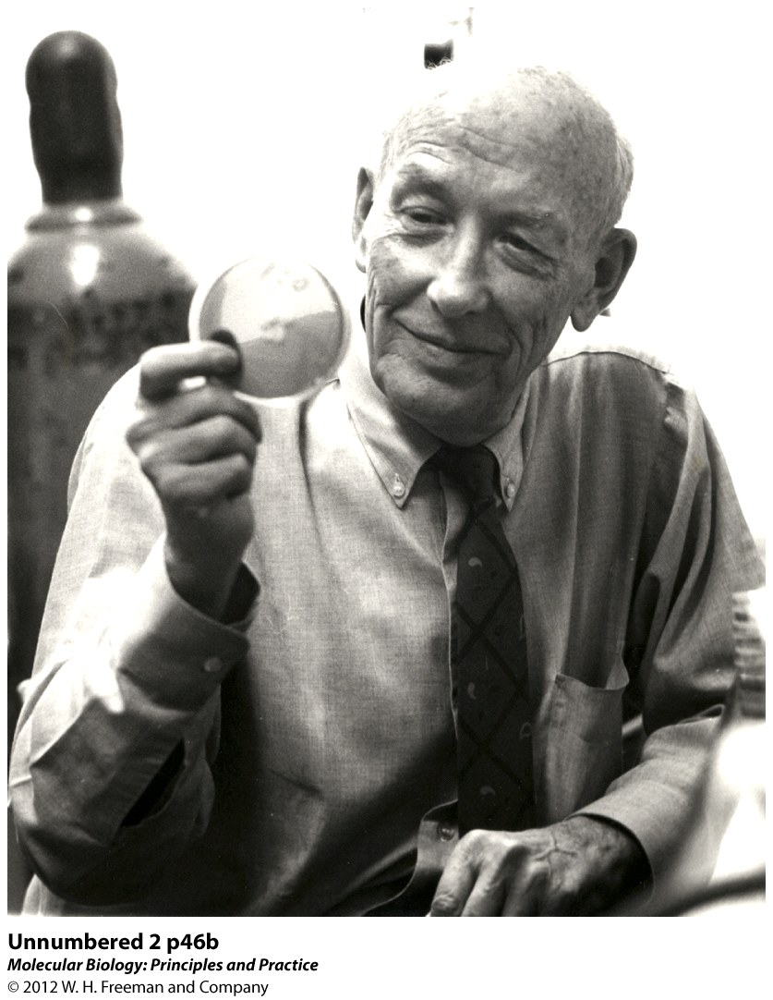 Unnumbered 2 p46b
Molecular Biology: Principles and Practice
© 2012 W. H. Freeman and Company